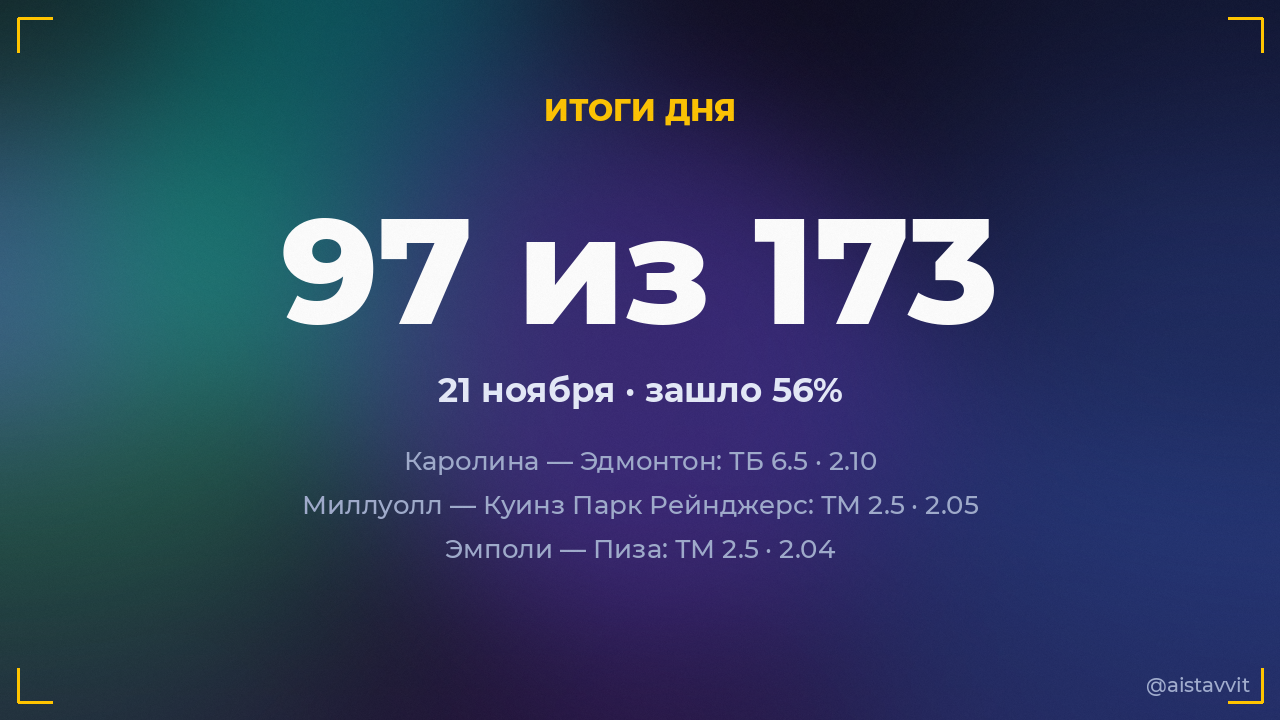 ИТОГИ ДНЯ
97 из 173
21 ноября · зашло 56%
Каролина — Эдмонтон: ТБ 6.5 · 2.10
Миллуолл — Куинз Парк Рейнджерс: ТМ 2.5 · 2.05
Эмполи — Пиза: ТМ 2.5 · 2.04
@aistavvit